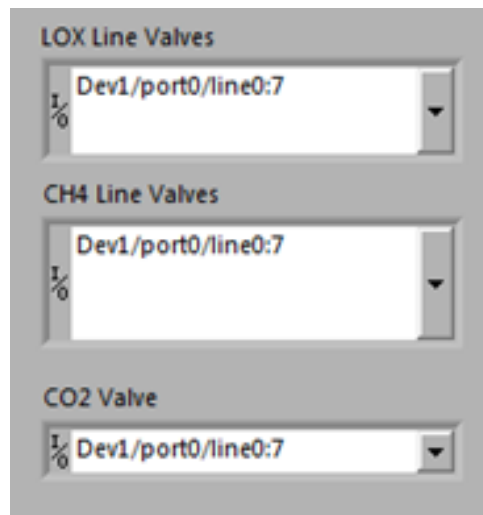 LOX Line Valves
I/O Dev1/port0/line0:7
CH4 Line Valves
I/O Dev1/port0/line0:7
CO2 Valve
I/O Dev1/port0/line0:7